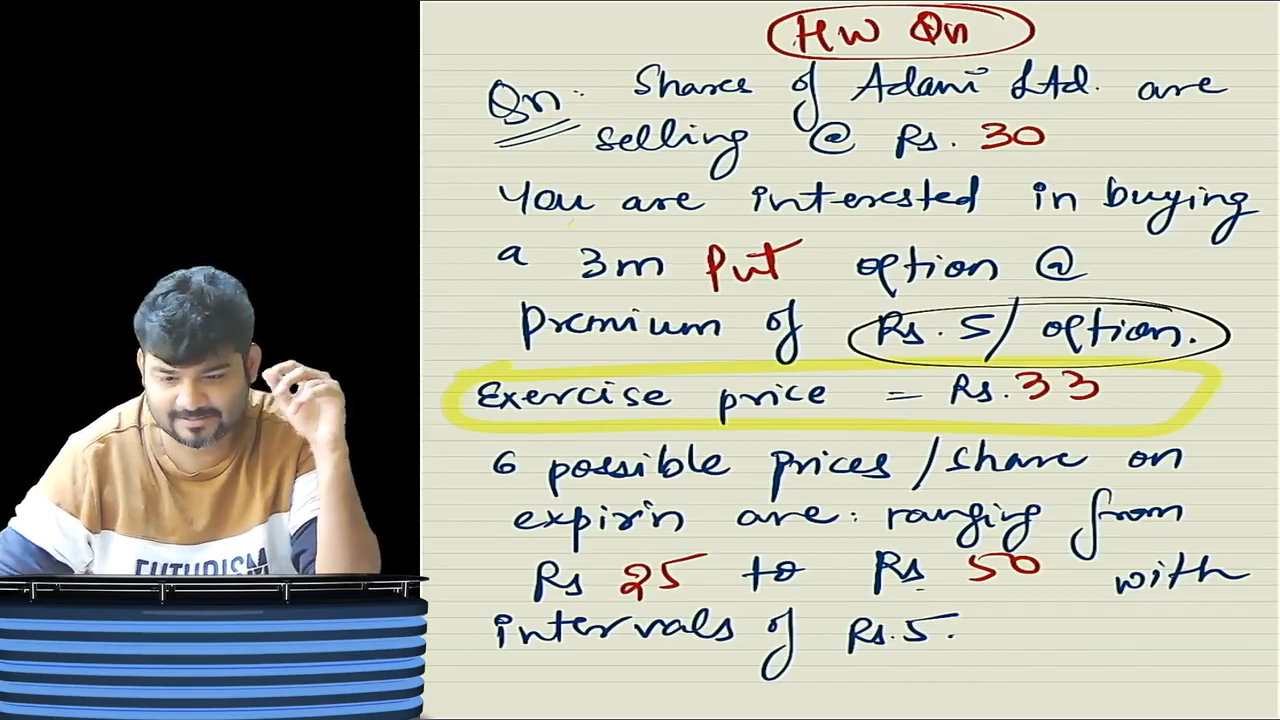 HW Qn
Qn: Shares of Adani Ltd. are
selling @ Rs. 30
You are interested in buying
a 3m Put option @
premium of Rs. 5/ option.
Exercise price = Rs. 33
6 possible prices / share on
expirin are: ranging from
Rs 25 to Rs 50 with
intervals of Rs. 5.
FUTURISM